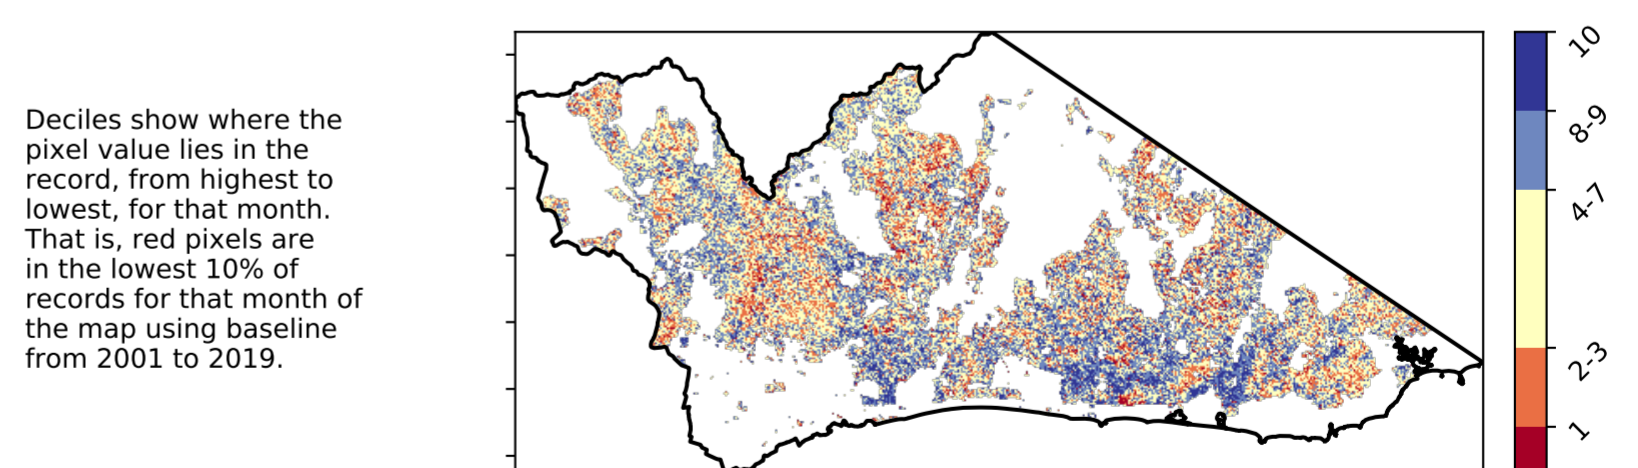 Deciles show where the
pixel value lies in the
record, from highest to
lowest, for that month.
That is, red pixels are
in the lowest 10% of
records for that month of
the map using baseline
from 2001 to 2019.
10
8-9
4-7
2-3
1